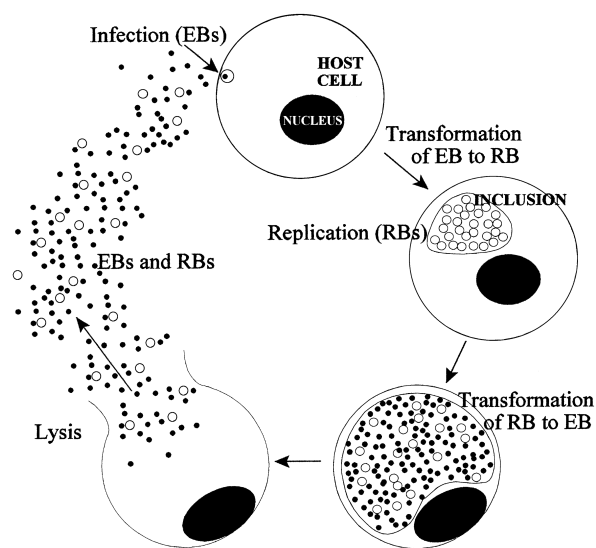 Infection (EBs)
HOST
CELL
NUCLEUS
Transformation
of EB to RB
INCLUSION
Replication (RBs)
EBs and RBs
Transformation
of RB to EB
Lysis